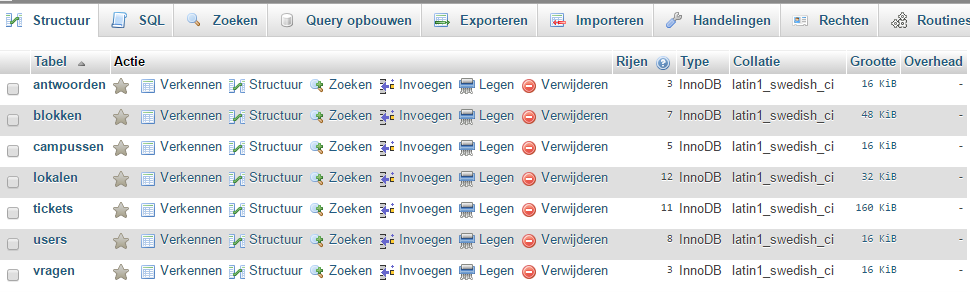 Structuur SQL Zoeken Query opbouwen Exporteren Importeren Handelingen Rechten Routines
Tabel Actie Rijen Type Collatie Grootte Overhead
antwoorden Verkennen Structuur Zoeken Invoegen Legen Verwijderen 3 InnoDB latin1_swedish_ci 16 KiB -
blokken Verkennen Structuur Zoeken Invoegen Legen Verwijderen 7 InnoDB latin1_swedish_ci 48 KiB -
campussen Verkennen Structuur Zoeken Invoegen Legen Verwijderen 5 InnoDB latin1_swedish_ci 16 KiB -
lokalen Verkennen Structuur Zoeken Invoegen Legen Verwijderen 12 InnoDB latin1_swedish_ci 32 KiB -
tickets Verkennen Structuur Zoeken Invoegen Legen Verwijderen 11 InnoDB latin1_swedish_ci 160 KiB -
users Verkennen Structuur Zoeken Invoegen Legen Verwijderen 8 InnoDB latin1_swedish_ci 16 KiB -
vragen Verkennen Structuur Zoeken Invoegen Legen Verwijderen 3 InnoDB latin1_swedish_ci 16 KiB -